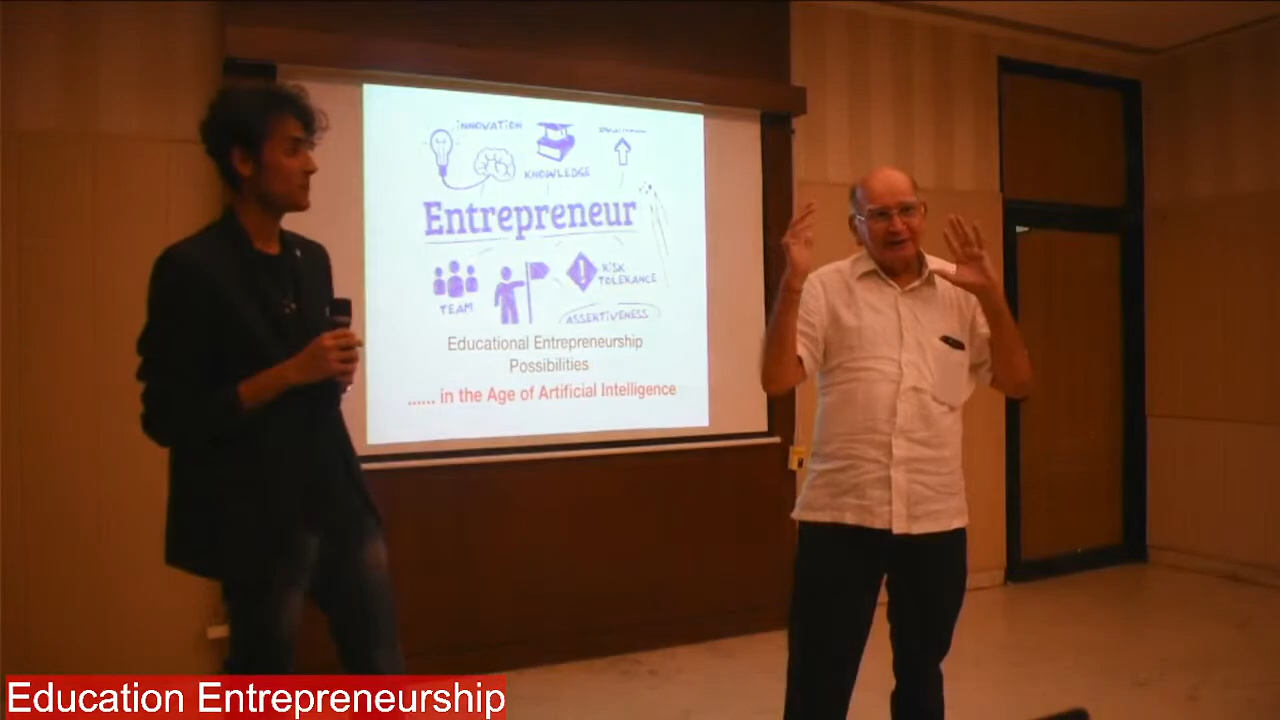 INNOVATION
KNOWLEDGE
Entrepreneur
RISK
TOLERANCE
TEAM
ASSERTIVENESS
Educational Entrepreneurship
Possibilities
...... in the Age of Artificial Intelligence
Education Entrepreneurship